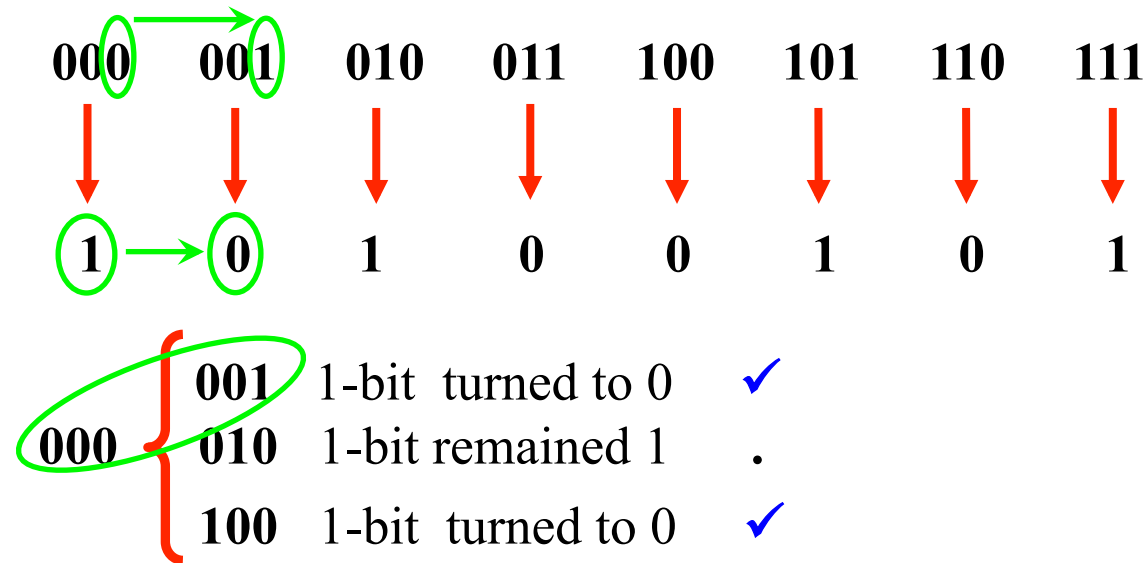 000 001 010 011 100 101 110 111
1 0 1 0 0 1 0 1
001 1-bit turned to 0 ✓
000 010 1-bit remained 1 .
100 1-bit turned to 0 ✓